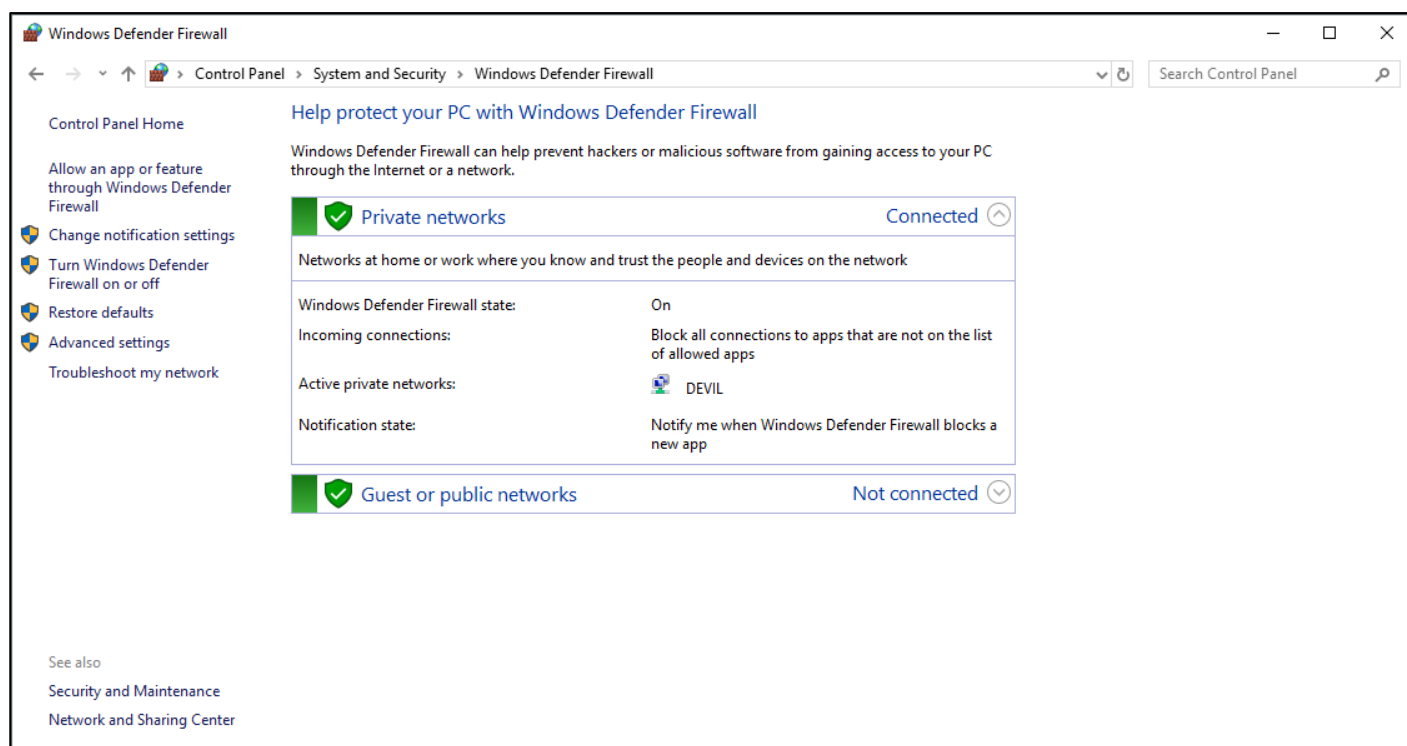 Windows Defender Firewall
Control Panel > System and Security > Windows Defender Firewall
Search Control Panel
Control Panel Home
Allow an app or feature
through Windows Defender
Firewall
Change notification settings
Turn Windows Defender
Firewall on or off
Restore defaults
Advanced settings
Troubleshoot my network
Help protect your PC with Windows Defender Firewall
Windows Defender Firewall can help prevent hackers or malicious software from gaining access to your PC
through the Internet or a network.
Private networks Connected
Networks at home or work where you know and trust the people and devices on the network
Windows Defender Firewall state: On
Incoming connections: Block all connections to apps that are not on the list
of allowed apps
Active private networks: DEVIL
Notification state: Notify me when Windows Defender Firewall blocks a
new app
Guest or public networks Not connected
See also
Security and Maintenance
Network and Sharing Center